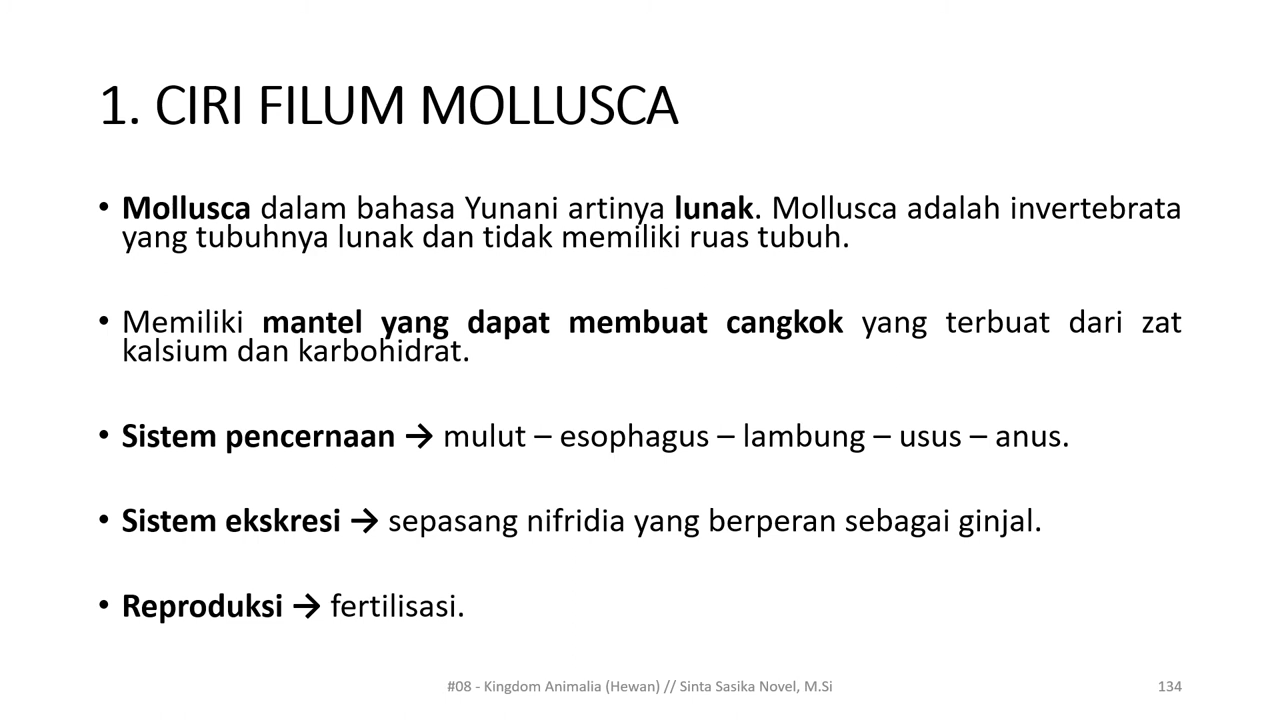 1. CIRI FILUM MOLLUSCA
• Mollusca dalam bahasa Yunani artinya lunak. Mollusca adalah invertebrata
yang tubuhnya lunak dan tidak memiliki ruas tubuh.
• Memiliki mantel yang dapat membuat cangkok yang terbuat dari zat
kalsium dan karbohidrat.
• Sistem pencernaan → mulut – esophagus – lambung – usus – anus.
• Sistem ekskresi → sepasang nifridia yang berperan sebagai ginjal.
• Reproduksi → fertilisasi.
#08 - Kingdom Animalia (Hewan) // Sinta Sasika Novel, M.Si
134